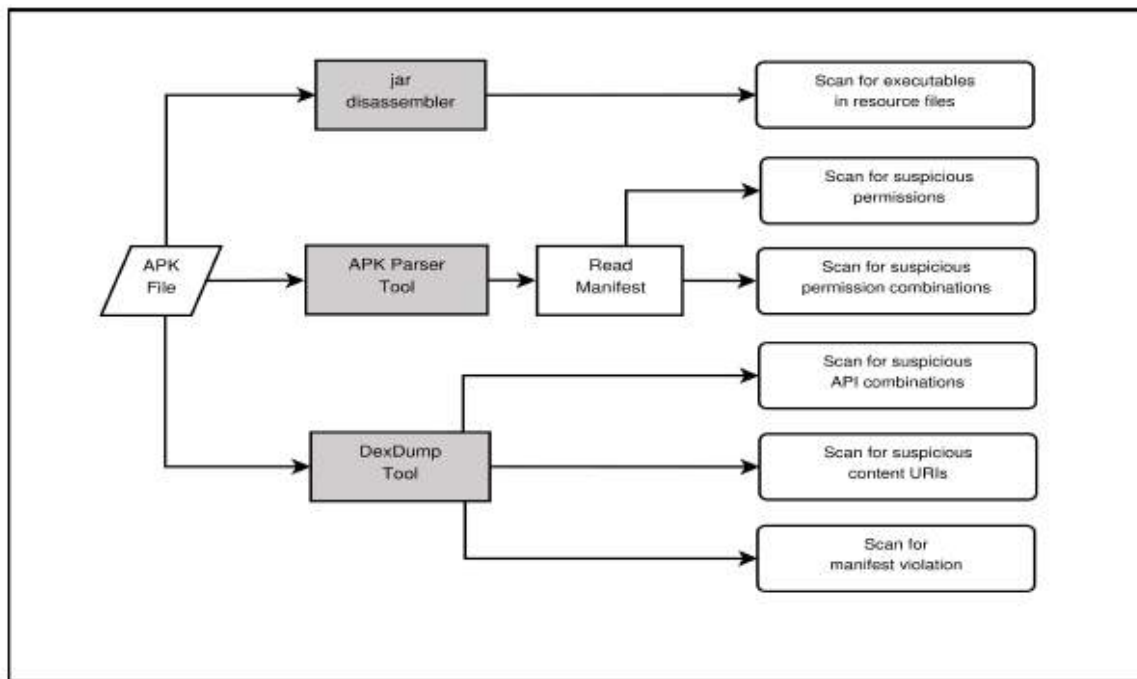 jar
disassembler
Scan for executables
in resource files
Scan for suspicious
permissions
APK
File
APK Parser
Tool
Read
Manifest
Scan for suspicious
permission combinations
Scan for suspicious
API combinations
DexDump
Tool
Scan for suspicious
content URIs
Scan for
manifest violation